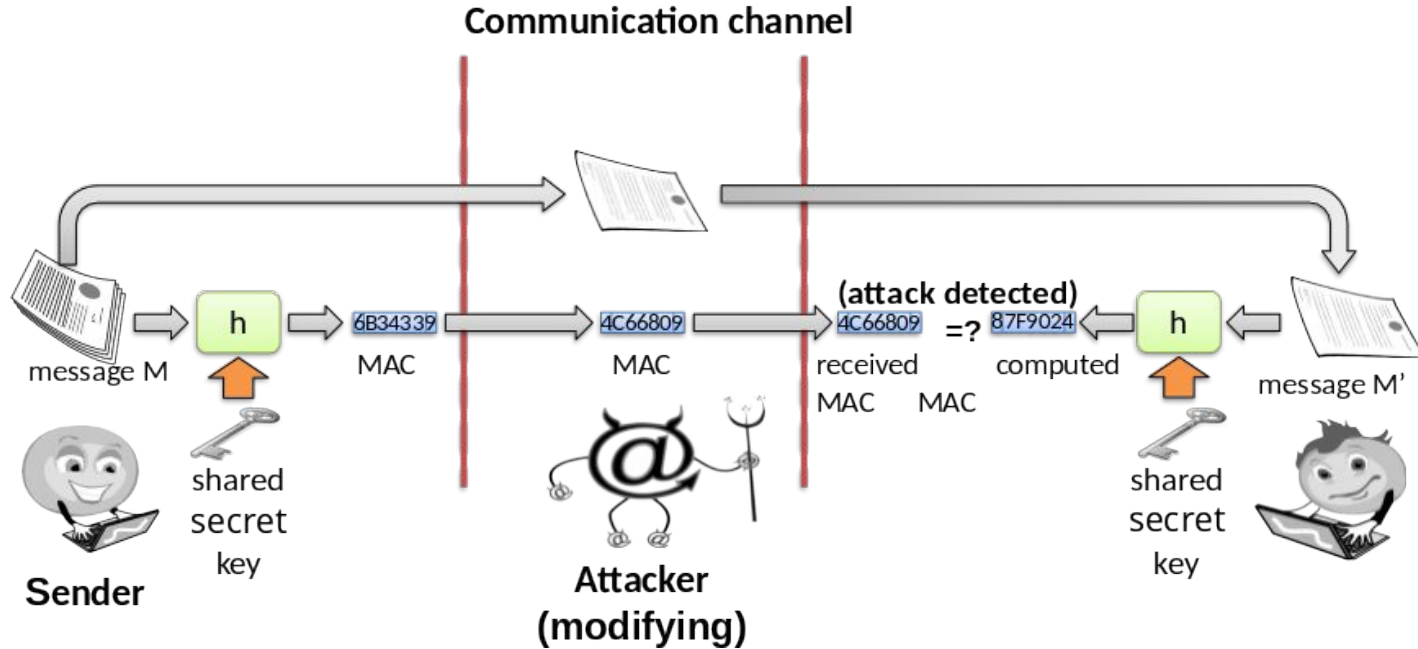 Communication channel
(attack detected)
h
6B34339
4C66809
4C66809
=?
87F9024
h
message M
MAC
MAC
received
MAC
computed
MAC
message M’
@
shared
secret
key
shared
secret
key
Sender
Attacker
(modifying)